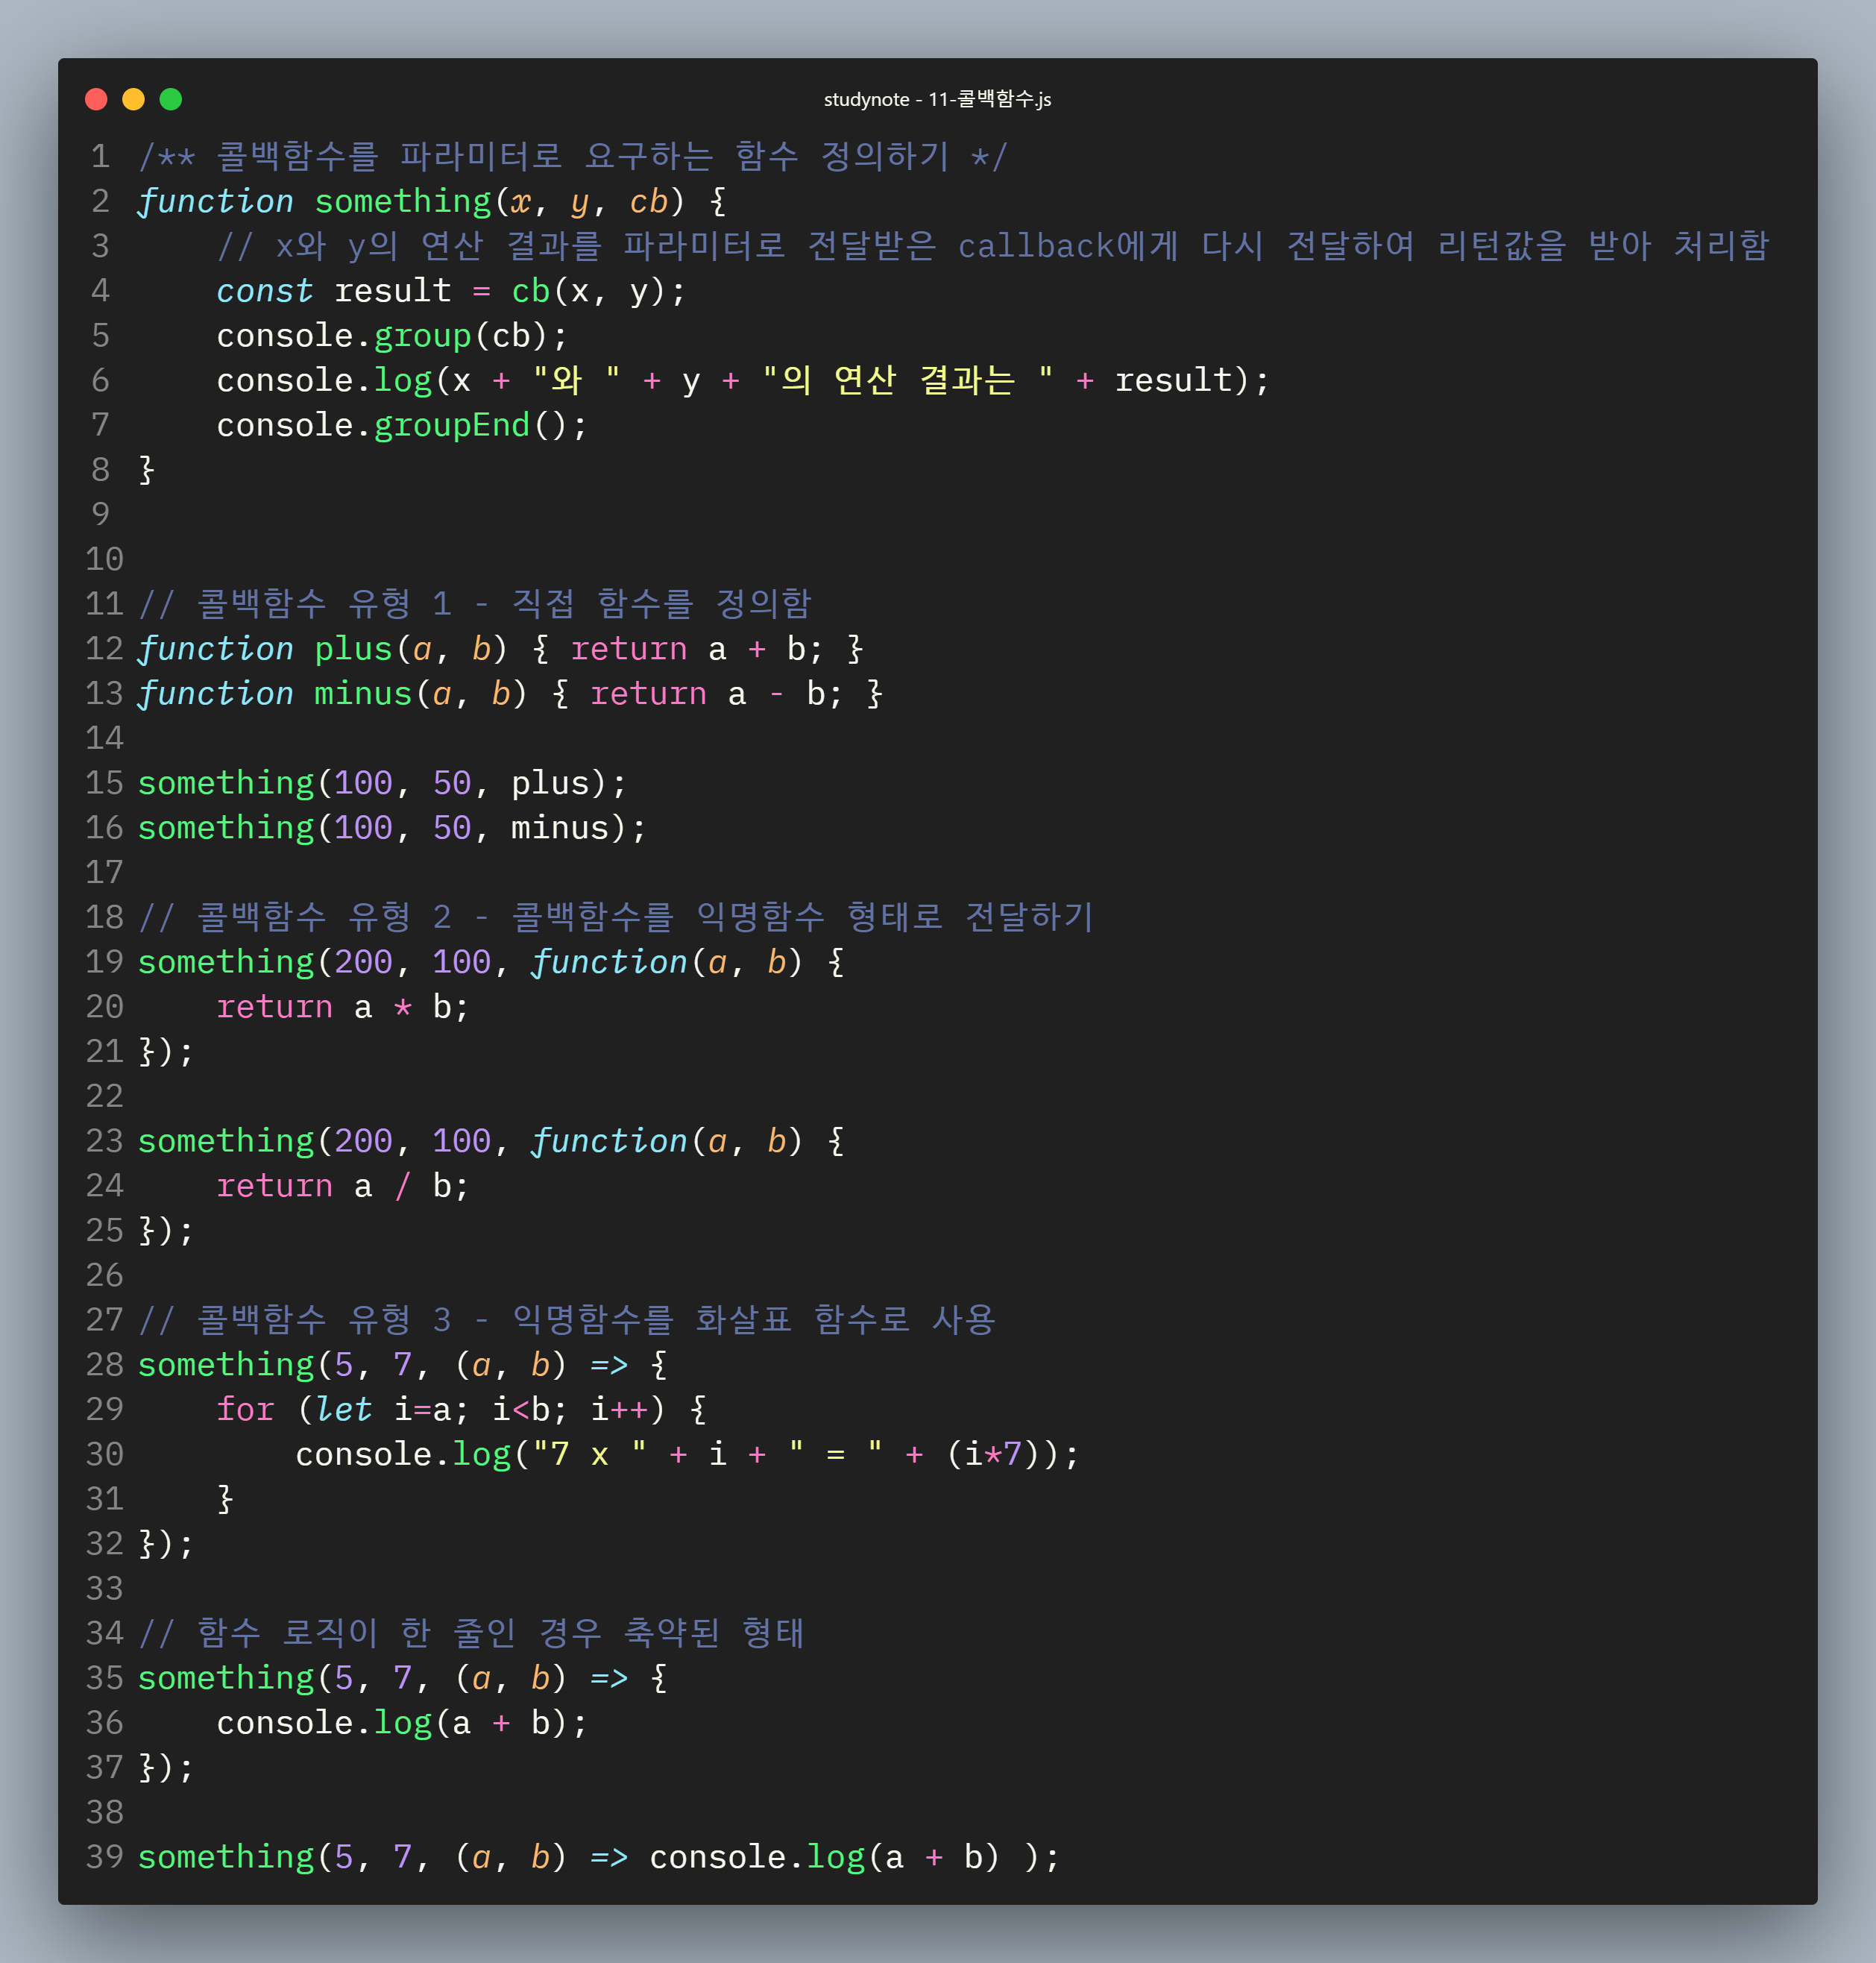 studynote - 11-콜백함수.js
1 /** 콜백함수를 파라미터로 요구하는 함수 정의하기 */
2 function something(x, y, cb) {
3     // x와 y의 연산 결과를 파라미터로 전달받은 callback에게 다시 전달하여 리턴값을 받아 처리함
4     const result = cb(x, y);
5     console.group(cb);
6     console.log(x + "와 " + y + "의 연산 결과는 " + result);
7     console.groupEnd();
8 }
9
10
11 // 콜백함수 유형 1 - 직접 함수를 정의함
12 function plus(a, b) { return a + b; }
13 function minus(a, b) { return a - b; }
14
15 something(100, 50, plus);
16 something(100, 50, minus);
17
18 // 콜백함수 유형 2 - 콜백함수를 익명함수 형태로 전달하기
19 something(200, 100, function(a, b) {
20     return a * b;
21 });
22
23 something(200, 100, function(a, b) {
24     return a / b;
25 });
26
27 // 콜백함수 유형 3 - 익명함수를 화살표 함수로 사용
28 something(5, 7, (a, b) => {
29     for (let i=a; i<b; i++) {
30         console.log("7 x " + i + " = " + (i*7));
31     }
32 });
33
34 // 함수 로직이 한 줄인 경우 축약된 형태
35 something(5, 7, (a, b) => {
36     console.log(a + b);
37 });
38
39 something(5, 7, (a, b) => console.log(a + b) );